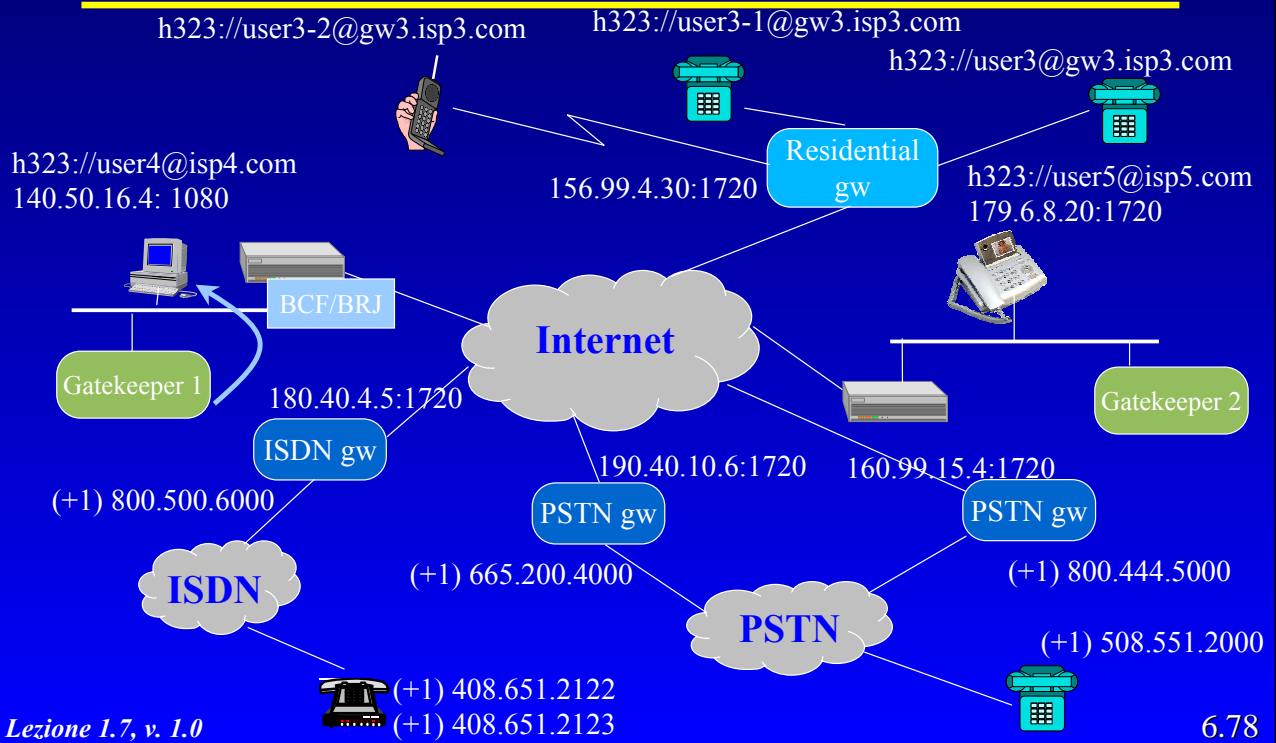 h323://user3-2@gw3.isp3.com
h323://user3-1@gw3.isp3.com
h323://user3@gw3.isp3.com
h323://user4@isp4.com
140.50.16.4: 1080
156.99.4.30:1720
Residential
gw
h323://user5@isp5.com
179.6.8.20:1720
BCF/BRJ
Internet
Gatekeeper 1
180.40.4.5:1720
Gatekeeper 2
ISDN gw
190.40.10.6:1720
160.99.15.4:1720
(+1) 800.500.6000
PSTN gw
PSTN gw
(+1) 665.200.4000
(+1) 800.444.5000
ISDN
PSTN
(+1) 508.551.2000
(+1) 408.651.2122
(+1) 408.651.2123
Lezione 1.7, v. 1.0
6.78